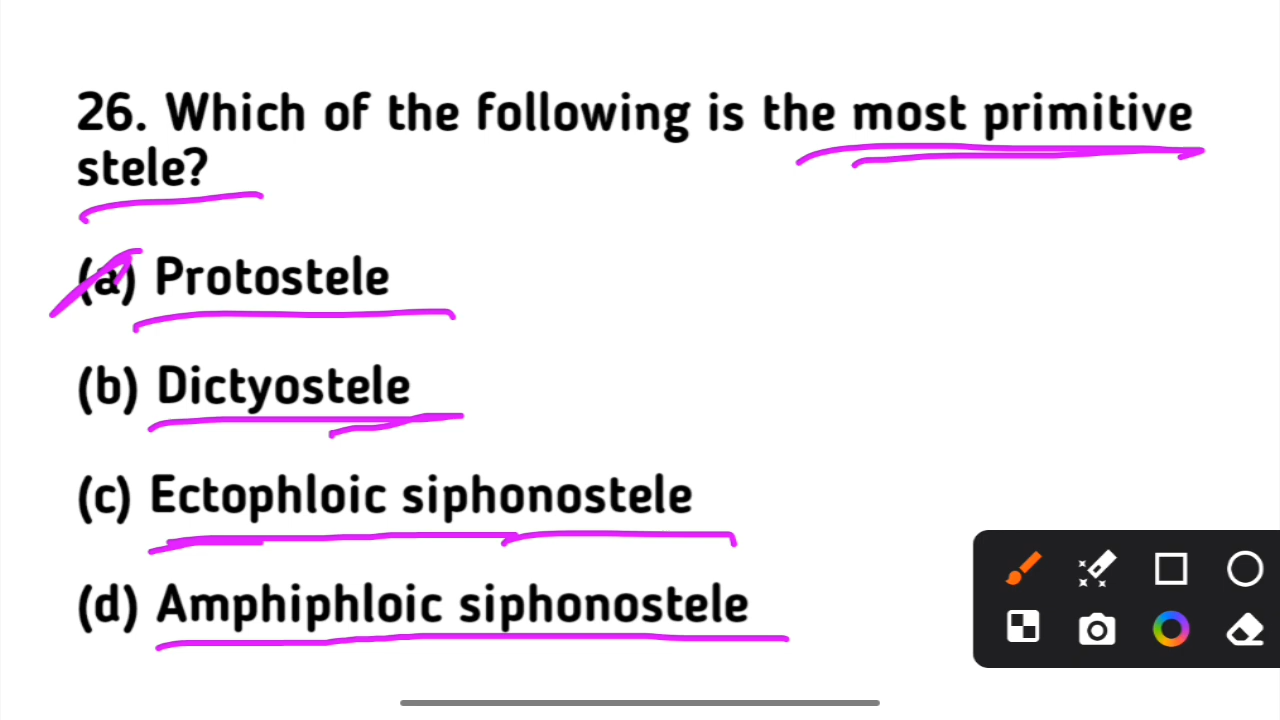 26. Which of the following is the most primitive
stele?
(a) Protostele
(b) Dictyostele
(c) Ectophloic siphonostele
(d) Amphiphloic siphonostele